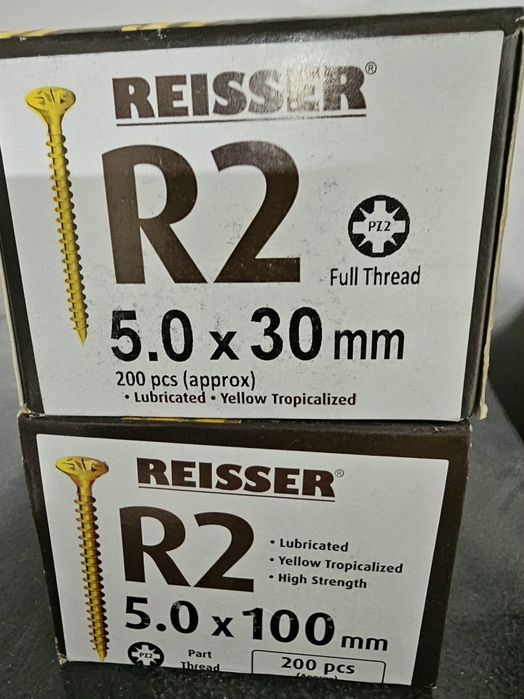 REISSER®
R2
PZ2
Full Thread
5.0 x 30 mm
200 pcs (approx)
• Lubricated • Yellow Tropicalized
REISSER®
R2
• Lubricated
• Yellow Tropicalized
• High Strength
5.0 x 100 mm
PZ2
Part
Thread
200 pcs
(Approx)